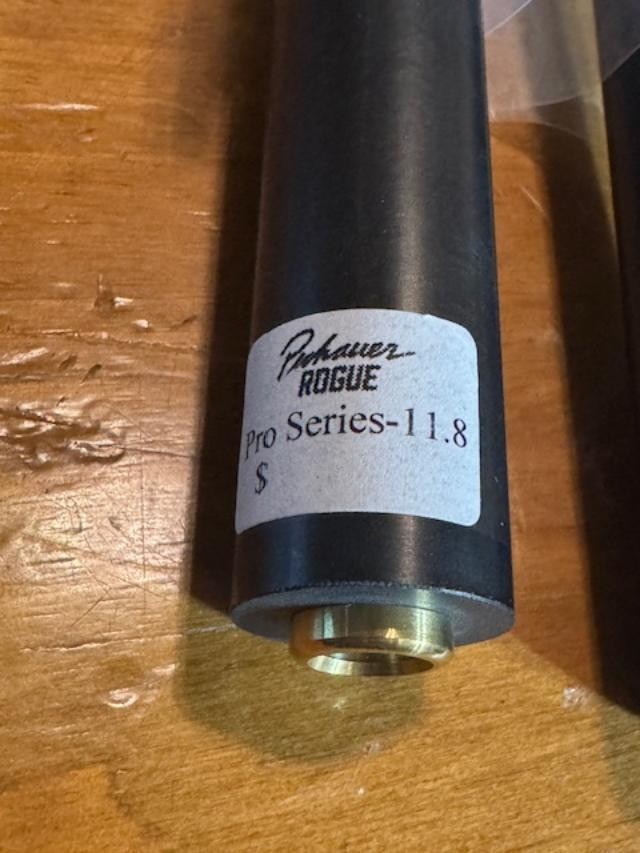 Pechauer
ROGUE
Pro Series-11.8
$